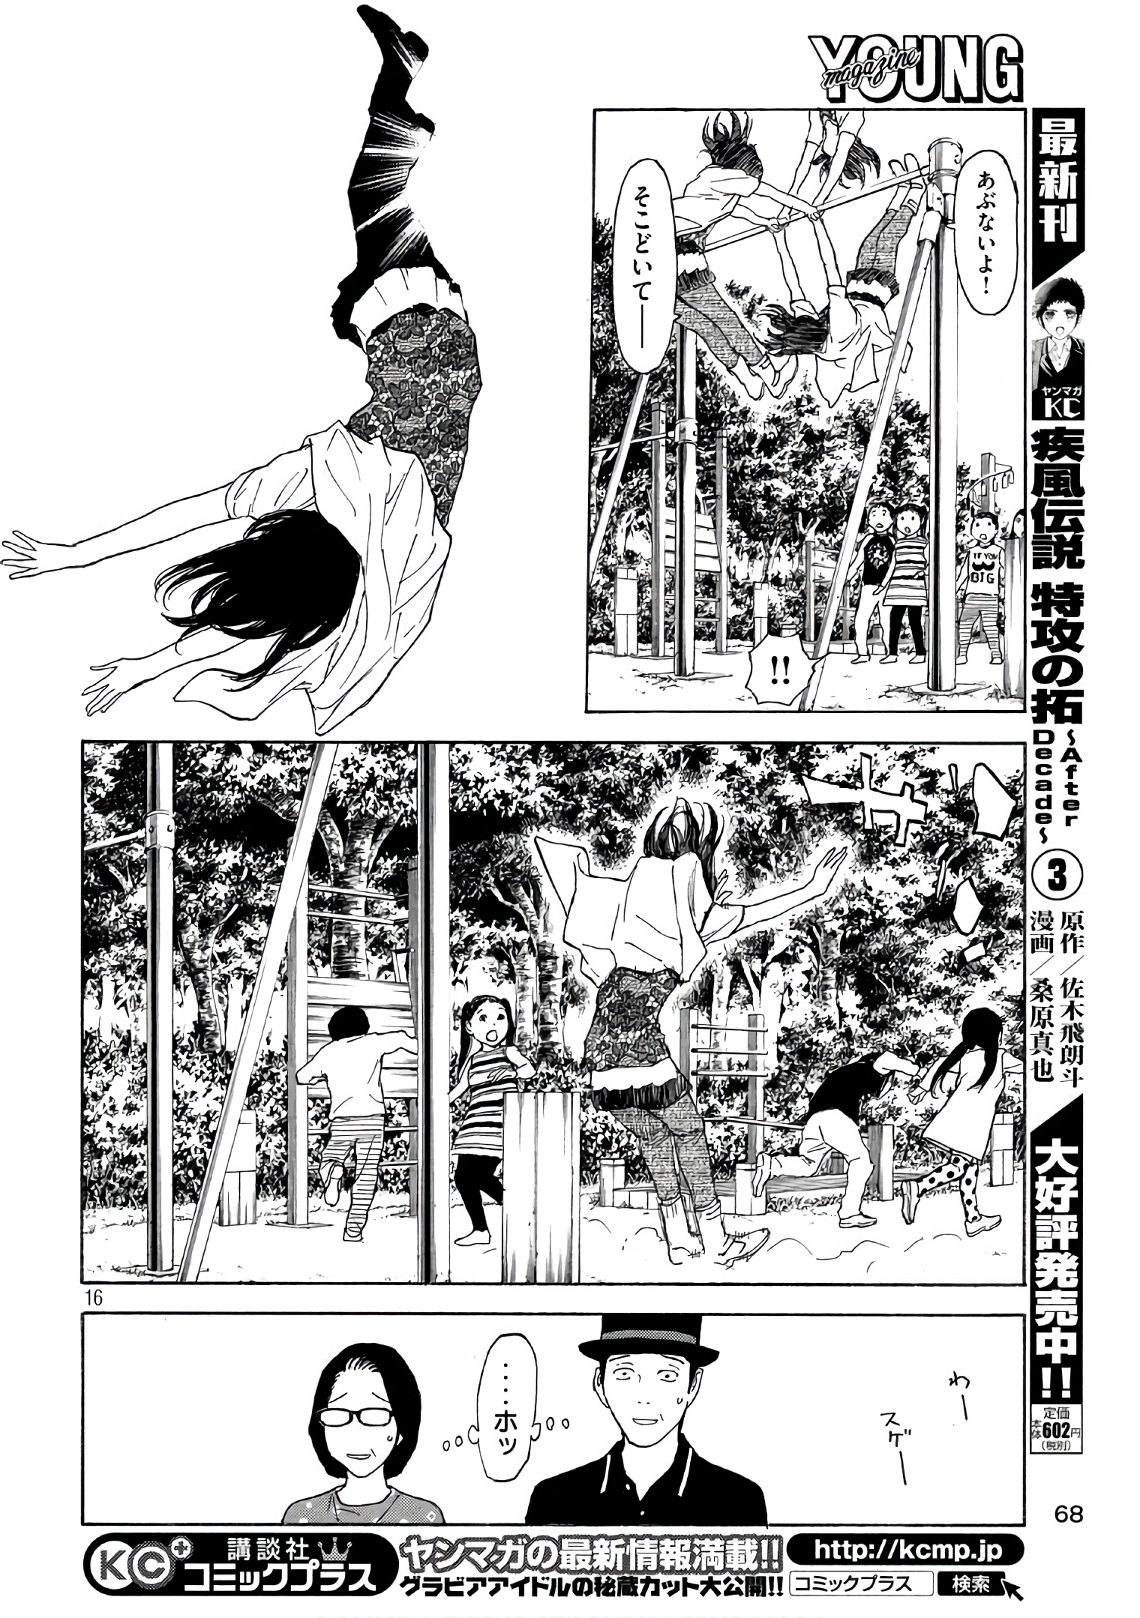 YOUNG
magazine
あぶないよ！
そこどいて──
!!
IF YOU
BIG
16
‥‥‥ホッ
わー
スゲー
最新刊
ヤンマガ
KC
疾風伝説 特攻の拓
～After
Decade～
③
原作／佐木飛朗斗
漫画／桑原真也
大好評発売中!!
定価
本体602円
(税別)
68
KC+
講談社
コミックプラス
ヤンマガの最新情報満載!!
グラビアアイドルの秘蔵カット大公開!!
http://kcmp.jp
コミックプラス 検索